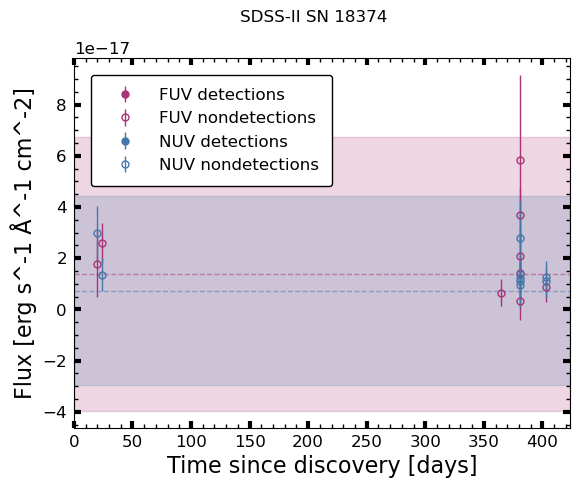 SDSS-II SN 18374
1e−17
FUV detections
FUV nondetections
NUV detections
NUV nondetections
8
6
4
2
0
−2
−4
Flux [erg s^-1 Å^-1 cm^-2]
0 50 100 150 200 250 300 350 400
Time since discovery [days]